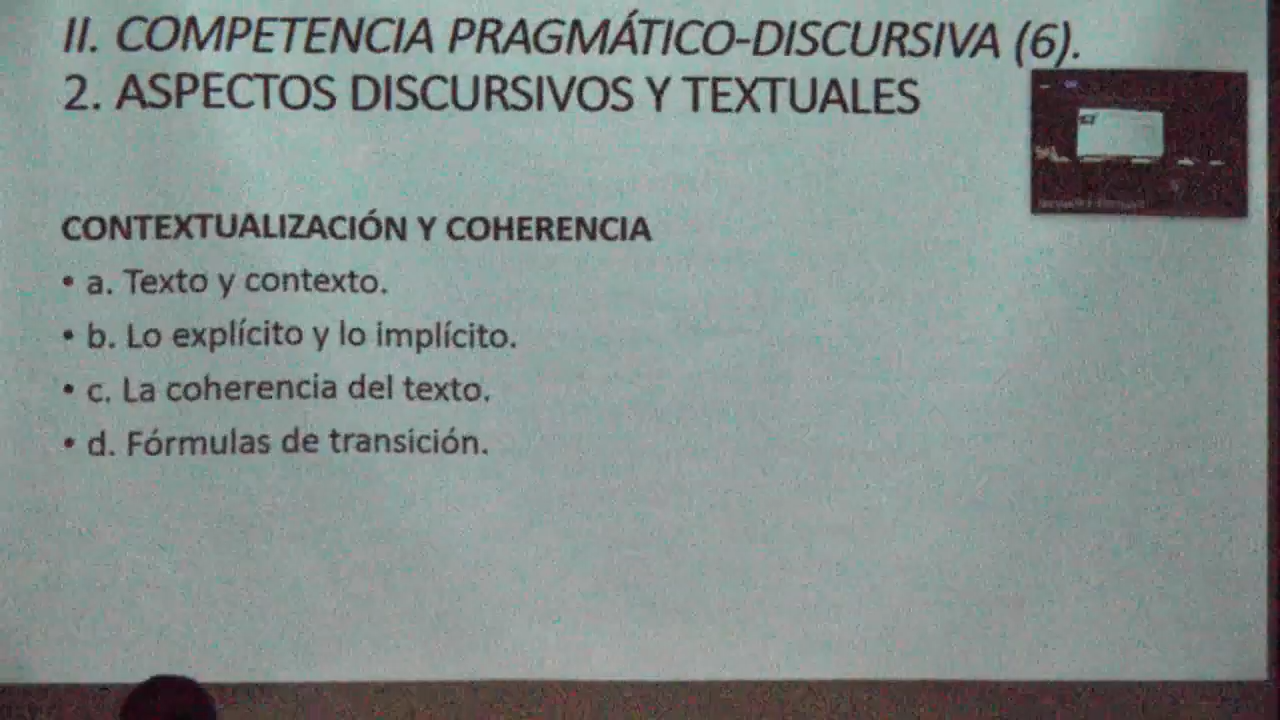 II. COMPETENCIA PRAGMÁTICO-DISCURSIVA (6).
2. ASPECTOS DISCURSIVOS Y TEXTUALES
CONTEXTUALIZACIÓN Y COHERENCIA
• a. Texto y contexto.
• b. Lo explícito y lo implícito.
• c. La coherencia del texto.
• d. Fórmulas de transición.